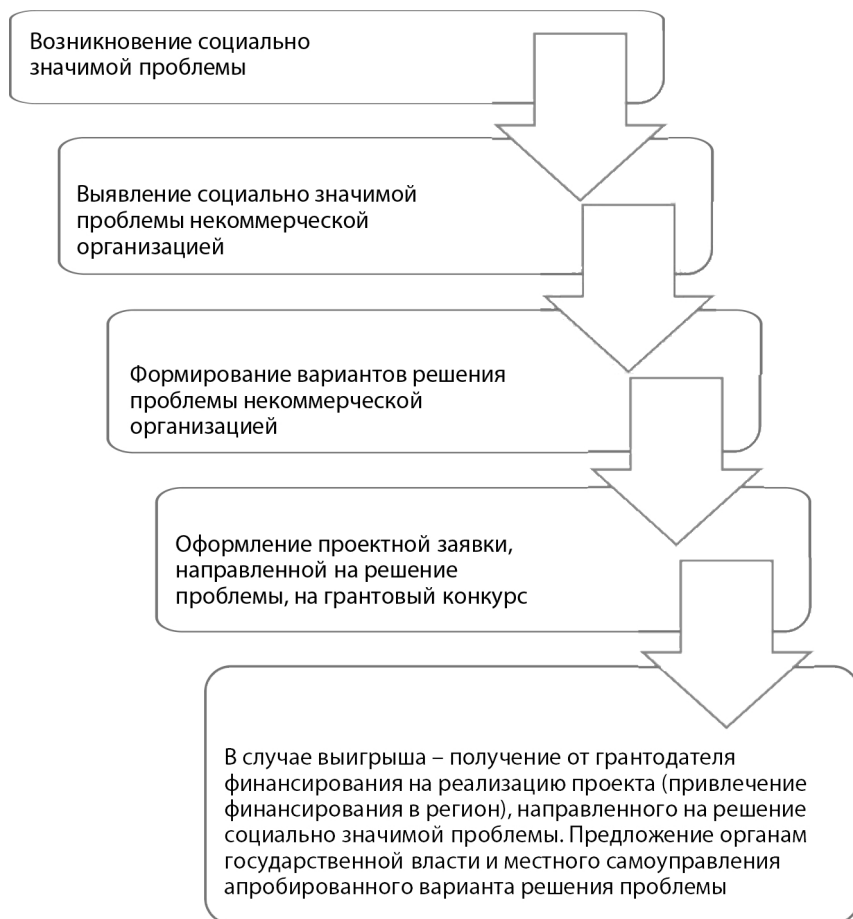 Возникновение социально
значимой проблемы
Выявление социально значимой
проблемы некоммерческой
организацией
Формирование вариантов решения
проблемы некоммерческой
организацией
Оформление проектной заявки,
направленной на решение
проблемы, на грантовый конкурс
В случае выигрыша – получение от грантодателя
финансирования на реализацию проекта (привлечение
финансирования в регион), направленного на решение
социально значимой проблемы. Предложение органам
государственной власти и местного самоуправления
апробированного варианта решения проблемы